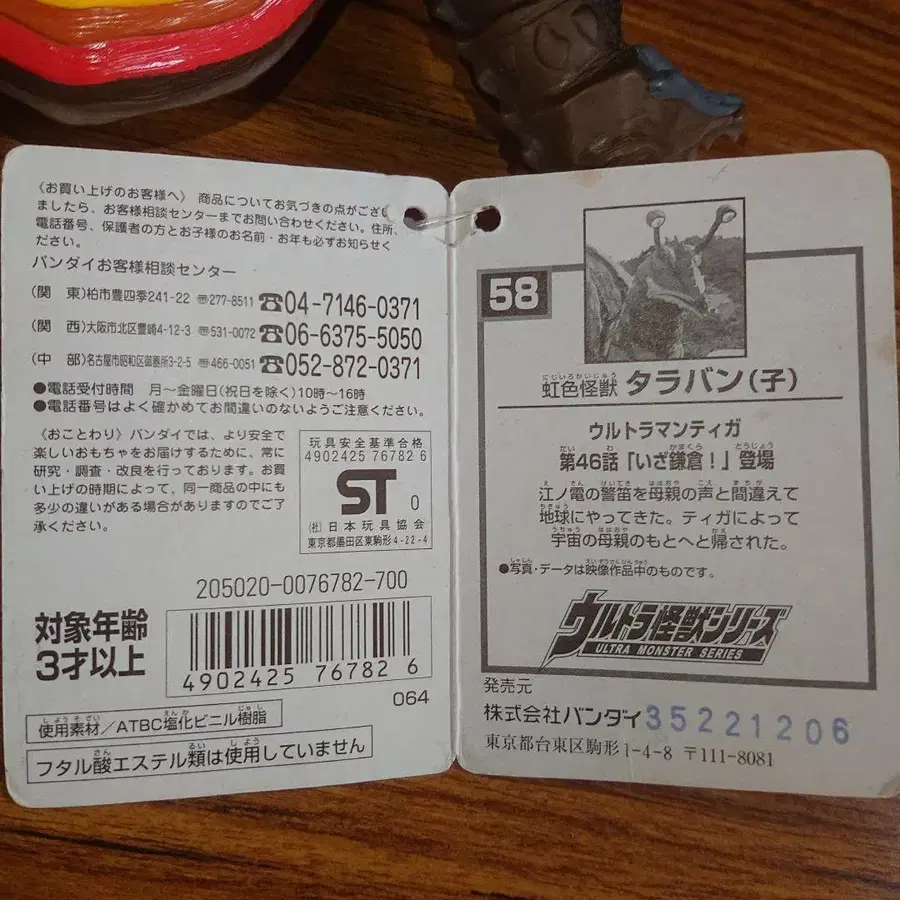 《お買い上げのお客様へ》 商品についてお気づきの点がござい
ましたら、お客様相談センターまでお問い合わせください。住所、
電話番号、保護者の方とお子様のお名前・お年も必ずお知らせく
ださい。
バンダイお客様相談センター
(関 東)柏市豊四季241-22 〒277-8511 ☎04-7146-0371
(関 西)大阪市北区豊崎4-12-3 〒531-0072 ☎06-6375-5050
(中 部)名古屋市昭和区御器所3-2-5 〒466-0051 ☎052-872-0371
●電話受付時間 月〜金曜日(祝日を除く)10時〜16時
●電話番号はよく確かめてお間違いのないようご注意ください。
《おことわり》バンダイでは、より安全で
楽しいおもちゃをお届けするために、常に
研究・調査・改良を行っております。お買
い上げの時期によって、同一商品の中にも
多少の違いがある場合がありますのでご了
承ください。
玩具安全基準合格
4902425 76782 6
ST 0
(社)日本玩具協会
東京都墨田区東駒形4-22-4
205020-0076782-700
対象年齢
3才以上
4902425 76782 6
064
使用素材/ATBC塩化ビニル樹脂
フタル酸エステル類は使用していません
58
虹色怪獣 タラバン(子)
ウルトラマンティガ
第46話「いざ鎌倉!」登場
江ノ電の警笛を母親の声と間違えて
地球にやってきた。ティガによって
宇宙の母親のもとへと帰された。
●写真・データは映像作品中のものです。
ウルトラ怪獣シリーズ
ULTRA MONSTER SERIES
発売元
株式会社バンダイ 35221206
東京都台東区駒形1-4-8 〒111-8081